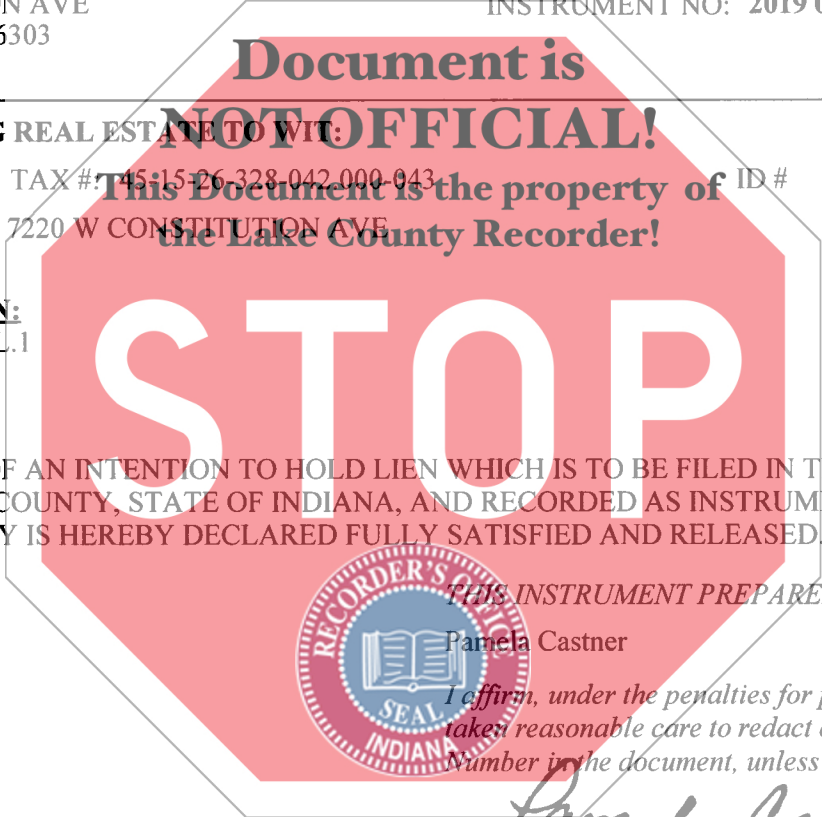 N AVE
INSTRUMENT NO: 2019 0
6303
Document is
NOT OFFICIAL!
G REAL ESTATE TO WIT:
TAX #: 45-15-26-328-042.000-043
ID #
This Document is the property of
7220 W CONSTITUTION AVE
the Lake County Recorder!
N:
L.1
STOP
F AN INTENTION TO HOLD LIEN WHICH IS TO BE FILED IN T
COUNTY, STATE OF INDIANA, AND RECORDED AS INSTRUM
Y IS HEREBY DECLARED FULLY SATISFIED AND RELEASED.
RECORDER'S OFFICE
SEAL
INDIANA
THIS INSTRUMENT PREPARE
Pamela Castner
I affirm, under the penalties for p
taken reasonable care to redact e
Number in the document, unless